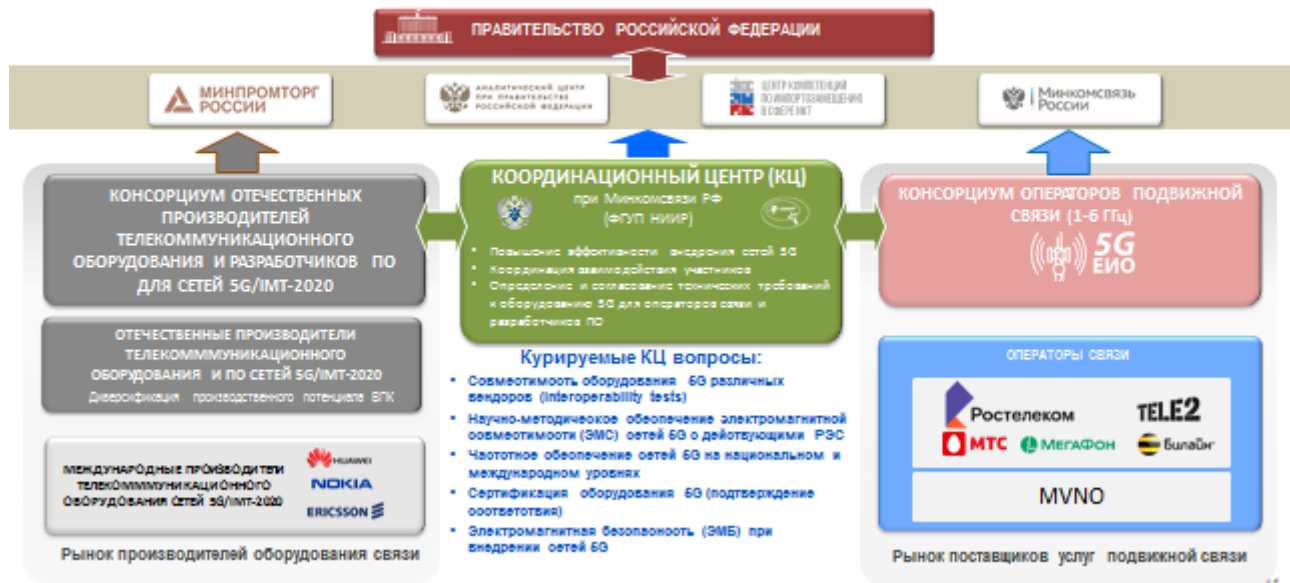 ПРАВИТЕЛЬСТВО РОССИЙСКОЙ ФЕДЕРАЦИИ
МИНПРОМТОРГ
РОССИИ
АНАЛИТИЧЕСКИЙ ЦЕНТР
ПРИ ПРАВИТЕЛЬСТВЕ
РОССИЙСКОЙ ФЕДЕРАЦИИ
ЦЕНТР КОМПЕТЕНЦИЙ
ПО ИМПОРТОЗАМЕЩЕНИЮ
В СФЕРЕ ИКТ
Минкомсвязь
России
КОНСОРЦИУМ ОТЕЧЕСТВЕННЫХ
ПРОИЗВОДИТЕЛЕЙ
ТЕЛЕКОММУНИКАЦИОННОГО
ОБОРУДОВАНИЯ И РАЗРАБОТЧИКОВ ПО
ДЛЯ СЕТЕЙ 5G/IMT-2020
ОТЕЧЕСТВЕННЫЕ ПРОИЗВОДИТЕЛИ
ТЕЛЕКОМММУНИКАЦИОННОГО
ОБОРУДОВАНИЯ И ПО СЕТЕЙ 5G/IMT-2020
Диверсификация производственного потенциала ВПК
МЕЖДУНАРОДНЫЕ ПРОИЗВОДИТЕЛИ
ТЕЛЕКОМММУНИКАЦИОННОГО
ОБОРУДОВАНИЯ СЕТЕЙ 5G/IMT-2020
HUAWEI
NOKIA
ERICSSON
Рынок производителей оборудования связи
КООРДИНАЦИОННЫЙ ЦЕНТР (КЦ)
при Минкомсвязи РФ
(ФГУП НИИР)
• Повышение эффективности внедрения сетей 5G
• Координация взаимодействия участников
• Определение и согласование технических требований
к оборудованию 5G для операторов связи и
разработчиков ПО
Курируемые КЦ вопросы:
• Совместимость оборудования 5G различных
вендоров (Interoperability tests)
• Научно-методическое обеспечение электромагнитной
совместимости (ЭМС) сетей 5G с действующими РЭС
• Частотное обеспечение сетей 5G на национальном и
международном уровнях
• Сертификация оборудования 5G (подтверждение
соответствия)
• Электромагнитная безопасность (ЭМБ) при
внедрении сетей 5G
КОНСОРЦИУМ ОПЕРАТОРОВ ПОДВИЖНОЙ
СВЯЗИ (1-6 ГГц)
5G
ЕИО
ОПЕРАТОРЫ СВЯЗИ
Ростелеком
TELE2
МТС
МЕГАФОН
Билайн
MVNO
Рынок поставщиков услуг подвижной связи